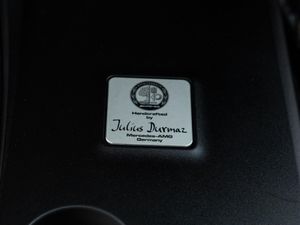 Handcrafted
by
Julius Durmaz
Mercedes-AMG
Germany